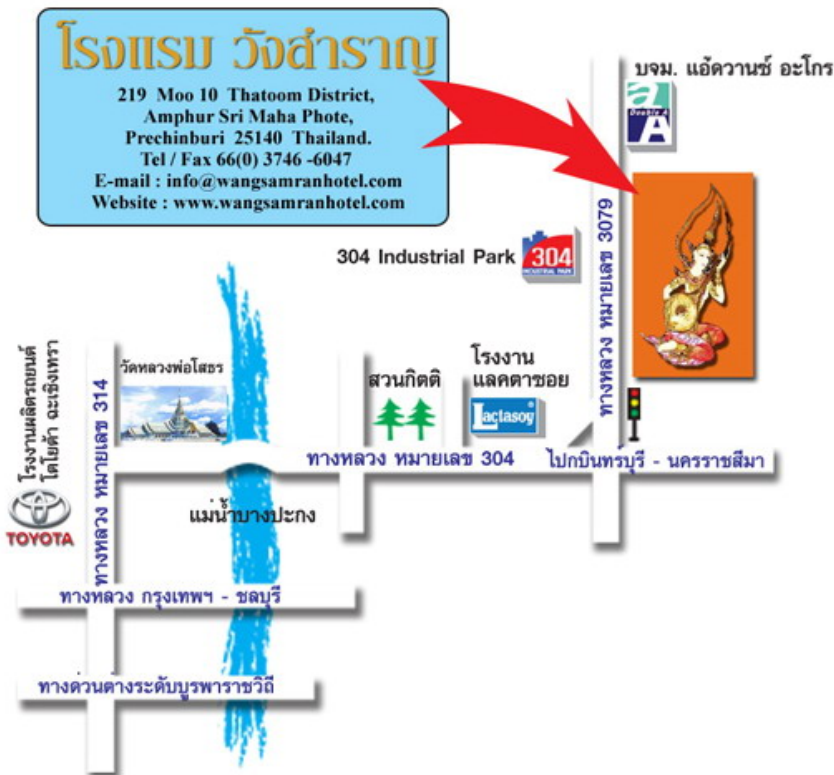 โรงแรม วังสำราญ
219 Moo 10 Thatoom District,
Amphur Sri Maha Phote,
Prechinburi 25140 Thailand.
Tel / Fax 66(0) 3746 -6047
E-mail : info@wangsamranhotel.com
Website : www.wangsamranhotel.com
บจม. แอ๊ดวานซ์ อะโกร
a
Double A
A
ทางหลวง หมายเลข 3079
304 Industrial Park
304
INDUSTRIAL PARK
โรงงานผลิตรถยนต์
โตโยต้า ฉะเชิงเทรา
TOYOTA
ทางหลวง หมายเลข 314
วัดหลวงพ่อโสธร
สวนกิตติ
โรงงาน
แลคตาซอย
Lactasoy
ทางหลวง หมายเลข 304
ไปกบินทร์บุรี - นครราชสีมา
แม่น้ำบางปะกง
ทางหลวง กรุงเทพฯ - ชลบุรี
ทางด่วนต่างระดับบูรพาราชวิถี